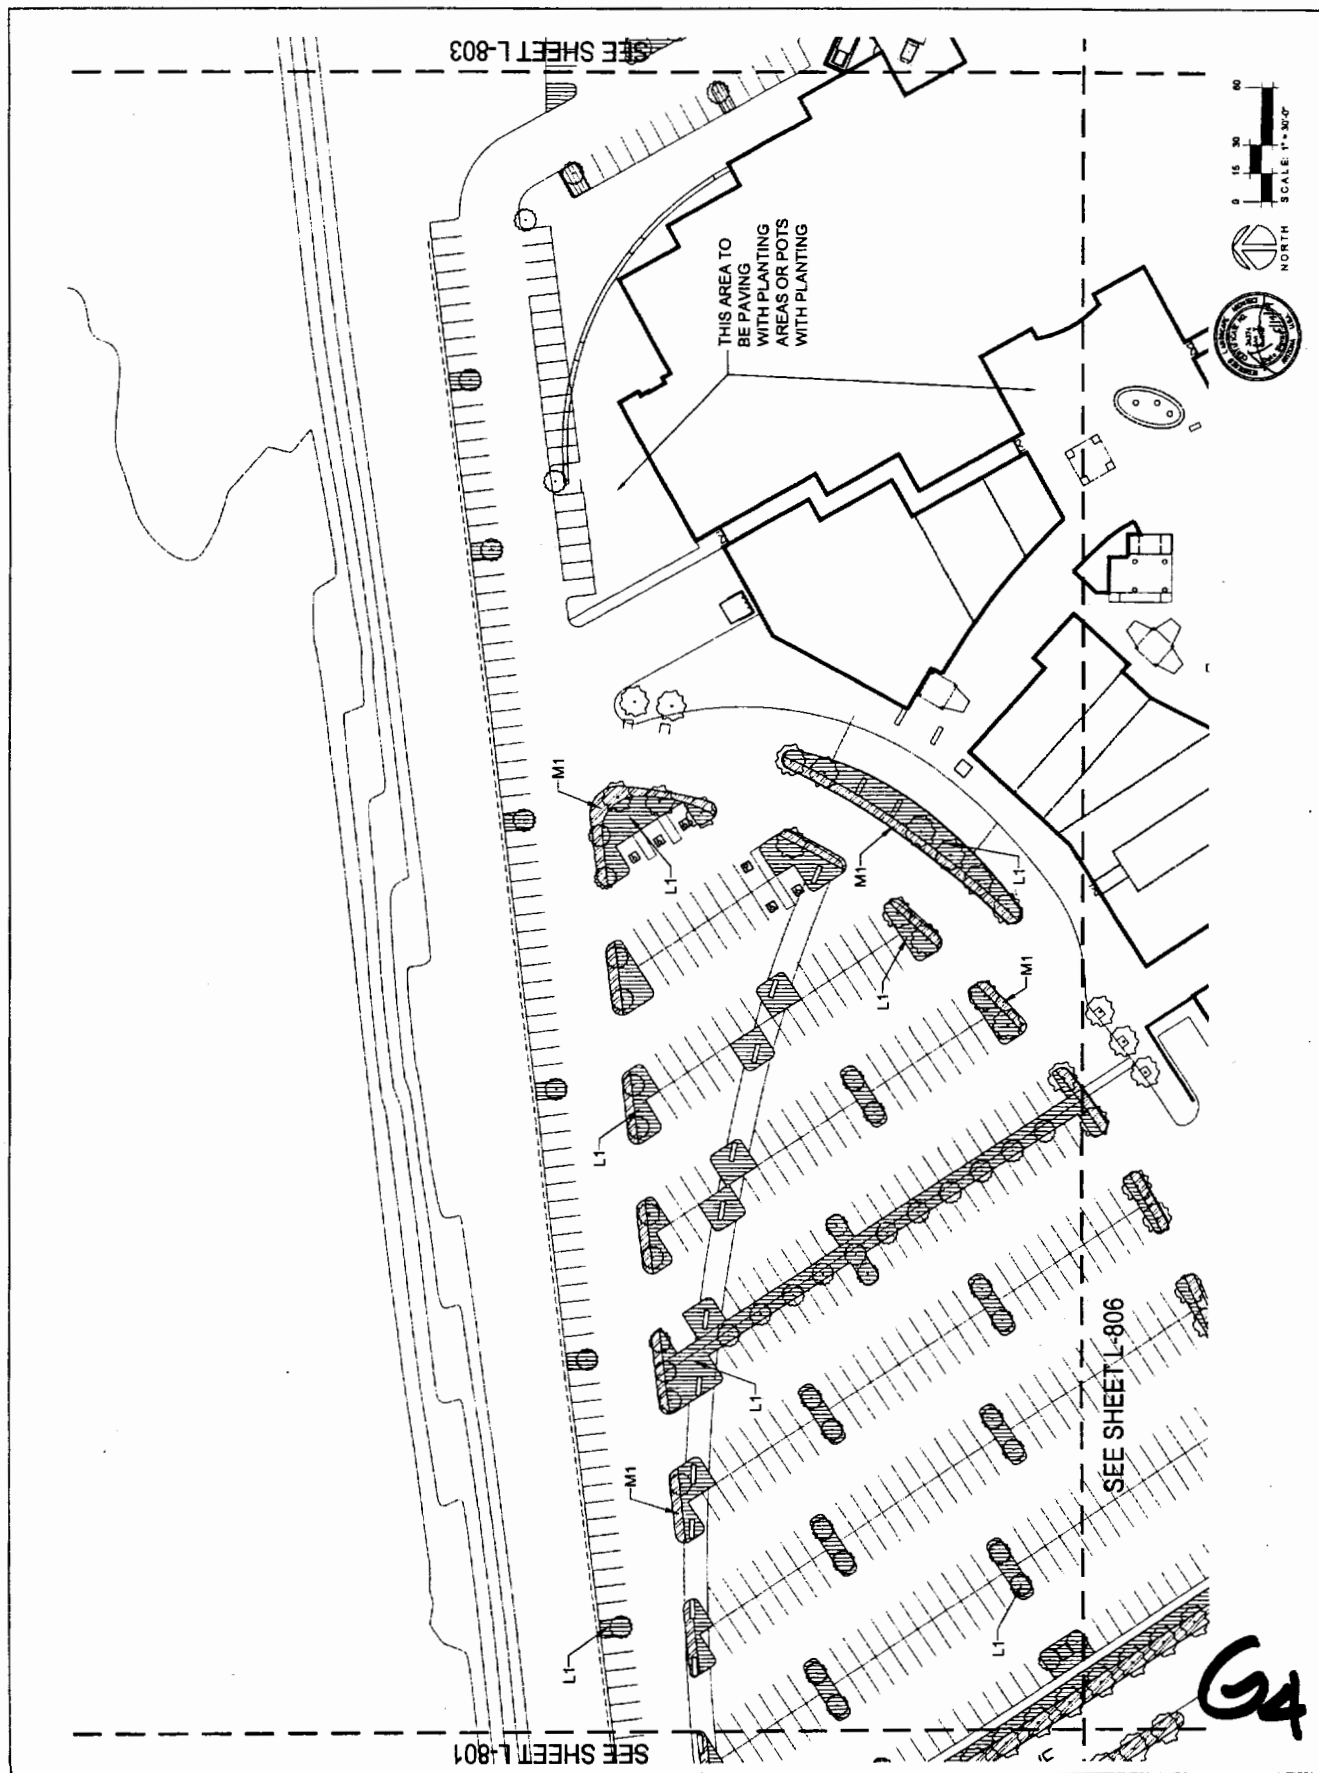 SEE SHEET L-803
60
30
15
0
SCALE: 1" = 30'-0"
NORTH
THIS AREA TO
BE PAVING
WITH PLANTING
AREAS OR POTS
WITH PLANTING
M1
L1
M1
L1
L1
M1
L1
L1
M1
SEE SHEET L-806
L1
L1
SEE SHEET L-801
G4